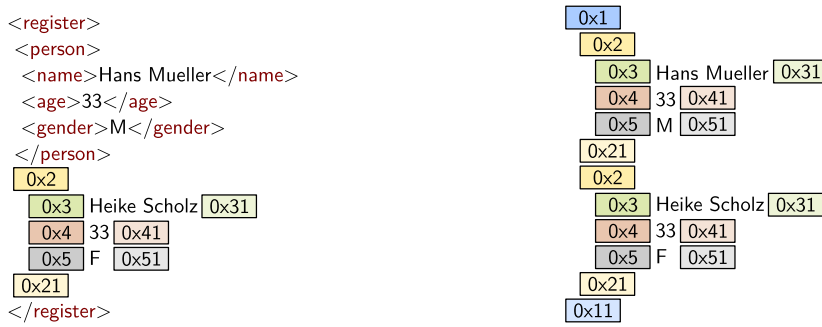 <register>
<person>
<name>Hans Mueller</name>
<age>33</age>
<gender>M</gender>
</person>
0x2
0x3 Heike Scholz 0x31
0x4 33 0x41
0x5 F 0x51
0x21
</register>
0x1
0x2
0x3 Hans Mueller 0x31
0x4 33 0x41
0x5 M 0x51
0x21
0x2
0x3 Heike Scholz 0x31
0x4 33 0x41
0x5 F 0x51
0x21
0x11